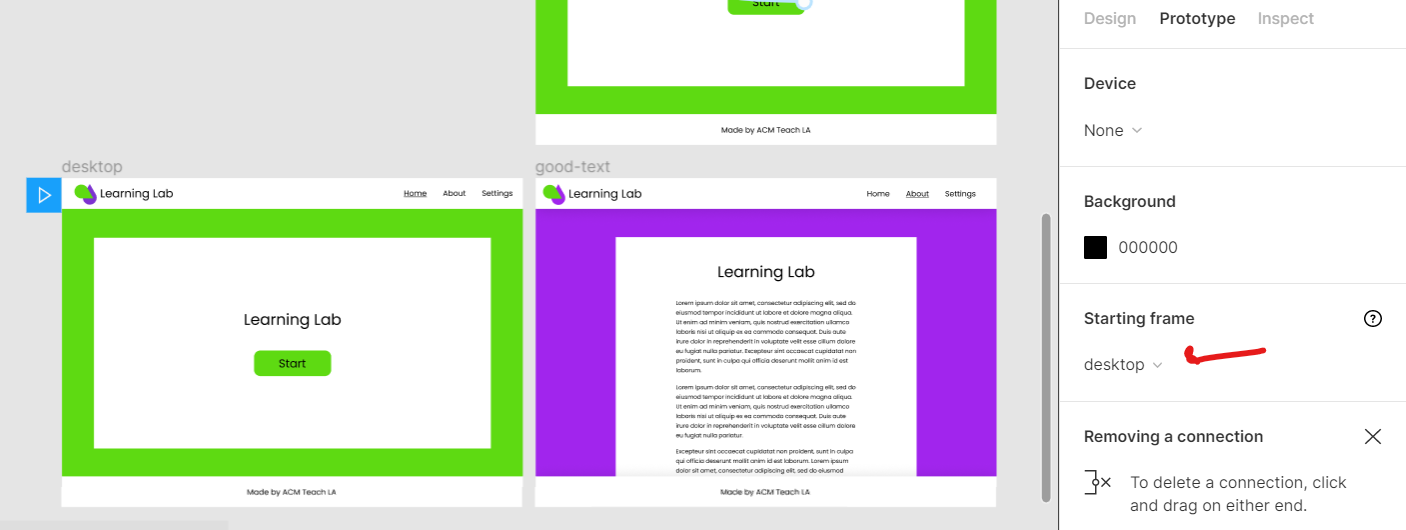 Start
Made by ACM Teach LA
desktop
Learning Lab
Home About Settings
Learning Lab
Start
Made by ACM Teach LA
good-text
Learning Lab
Home About Settings
Learning Lab
Lorem ipsum dolor sit amet, consectetur adipiscing elit, sed do
eiusmod tempor incididunt ut labore et dolore magna aliqua.
Ut enim ad minim veniam, quis nostrud exercitation ullamco
laboris nisi ut aliquip ex ea commodo consequat. Duis aute
irure dolor in reprehenderit in voluptate velit esse cillum dolore
eu fugiat nulla pariatur. Excepteur sint occaecat cupidatat non
proident, sunt in culpa qui officia deserunt mollit anim id est
laborum.
Lorem ipsum dolor sit amet, consectetur adipiscing elit, sed do
eiusmod tempor incididunt ut labore et dolore magna aliqua.
Ut enim ad minim veniam, quis nostrud exercitation ullamco
laboris nisi ut aliquip ex ea commodo consequat. Duis aute
irure dolor in reprehenderit in voluptate velit esse cillum dolore
eu fugiat nulla pariatur.
Excepteur sint occaecat cupidatat non proident, sunt in culpa
qui officia deserunt mollit anim id est laborum. Lorem ipsum
dolor sit amet, consectetur adipiscing elit, sed do eiusmod
Made by ACM Teach LA
Design Prototype Inspect
Device
None
Background
000000
Starting frame
desktop
Removing a connection
To delete a connection, click
and drag on either end.